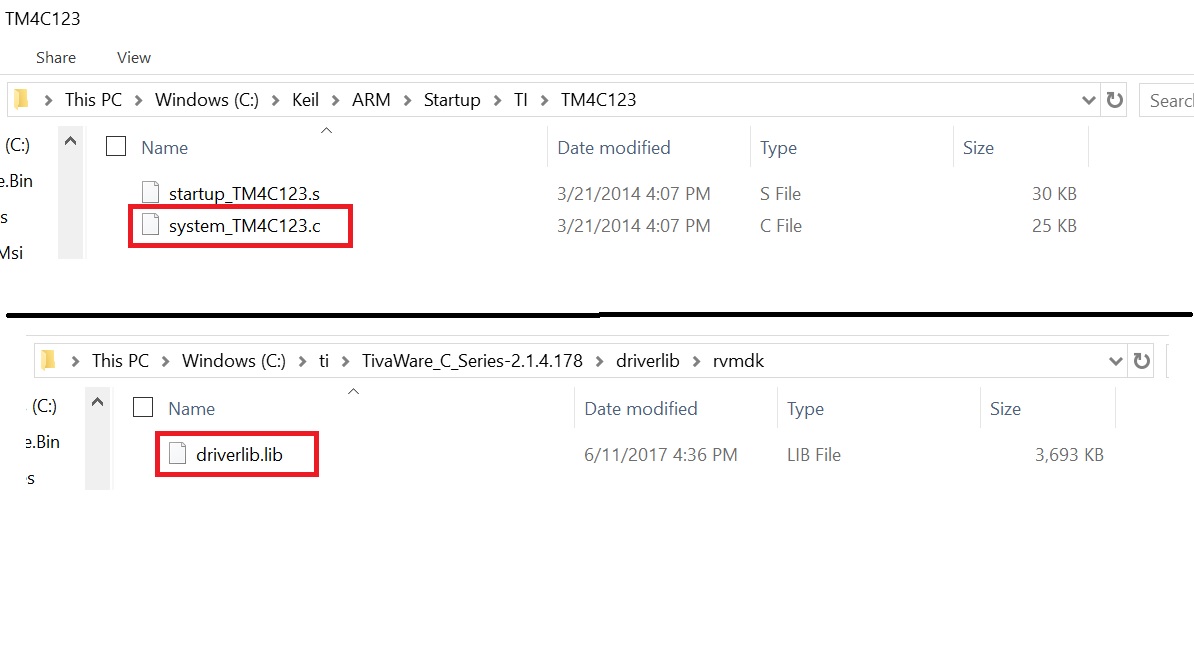 TM4C123
Share View
This PC Windows (C:) Keil ARM Startup TI TM4C123 Searc
(C:) Name Date modified Type Size
e.Bin
startup_TM4C123.s 3/21/2014 4:07 PM S File 30 KB
s
system_TM4C123.c 3/21/2014 4:07 PM C File 25 KB
Msi
This PC Windows (C:) ti TivaWare_C_Series-2.1.4.178 driverlib rvmdk
(C:) Name Date modified Type Size
e.Bin
driverlib.lib 6/11/2017 4:36 PM LIB File 3,693 KB
s